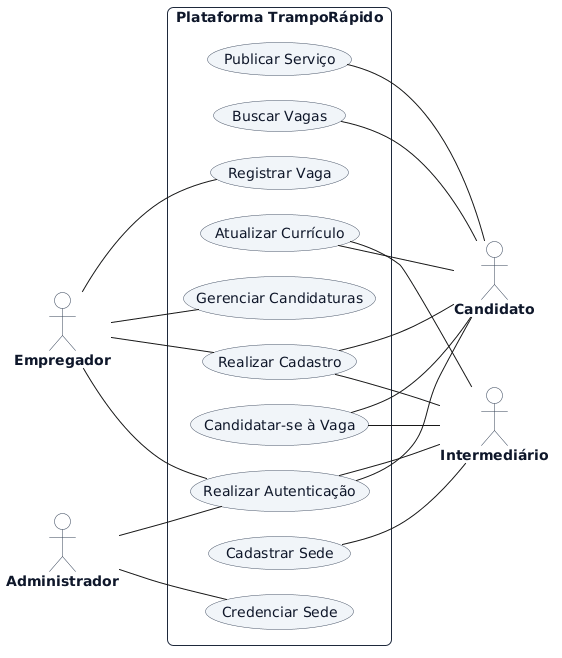 Plataforma TrampoRápido
Publicar Serviço
Buscar Vagas
Registrar Vaga
Atualizar Currículo
Gerenciar Candidaturas
Candidato
Empregador
Realizar Cadastro
Candidatar-se à Vaga
Intermediário
Realizar Autenticação
Cadastrar Sede
Administrador
Credenciar Sede